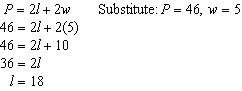 P = 2l + 2w Substitute: P = 46, w = 5
46 = 2l + 2(5)
46 = 2l + 10
36 = 2l
l = 18